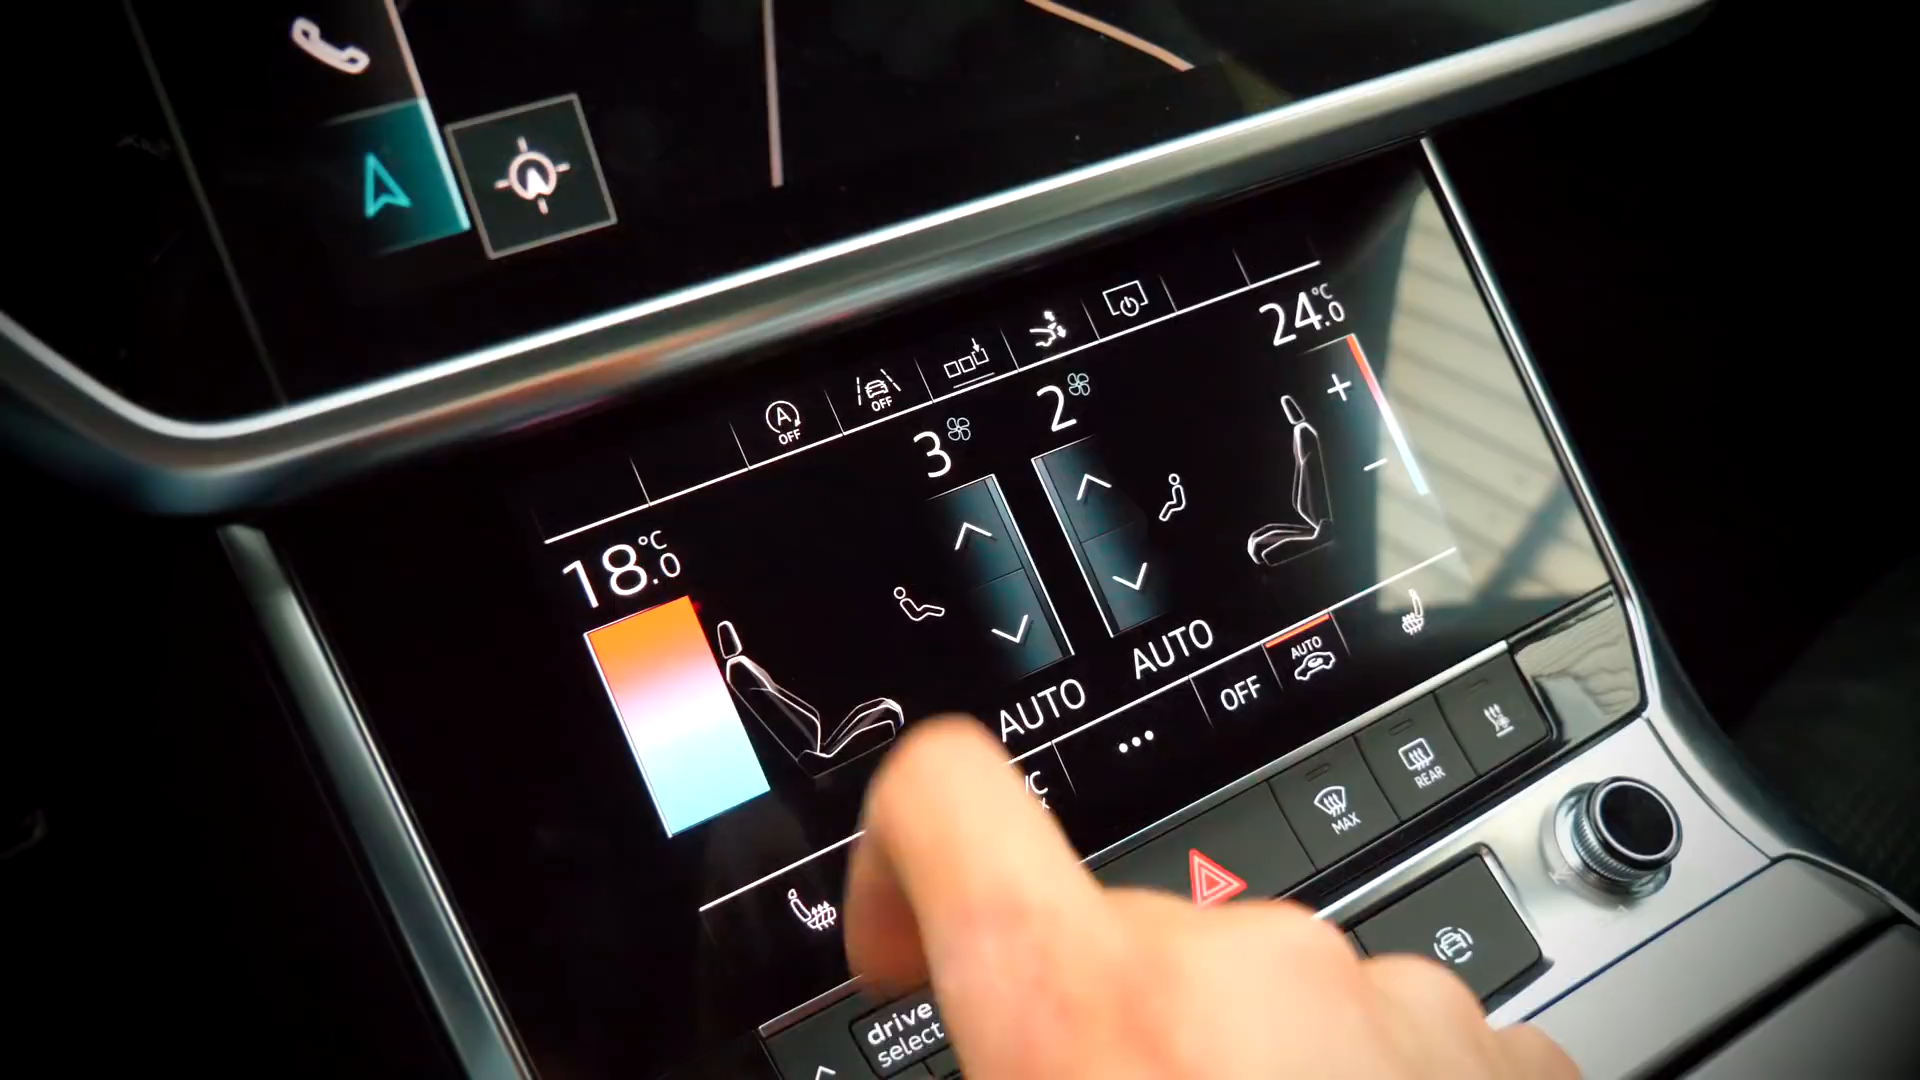 A
OFF
OFF
24.0 °C
2
3
18.0 °C
AUTO
AUTO
AUTO
OFF
REAR
MAX
drive
select